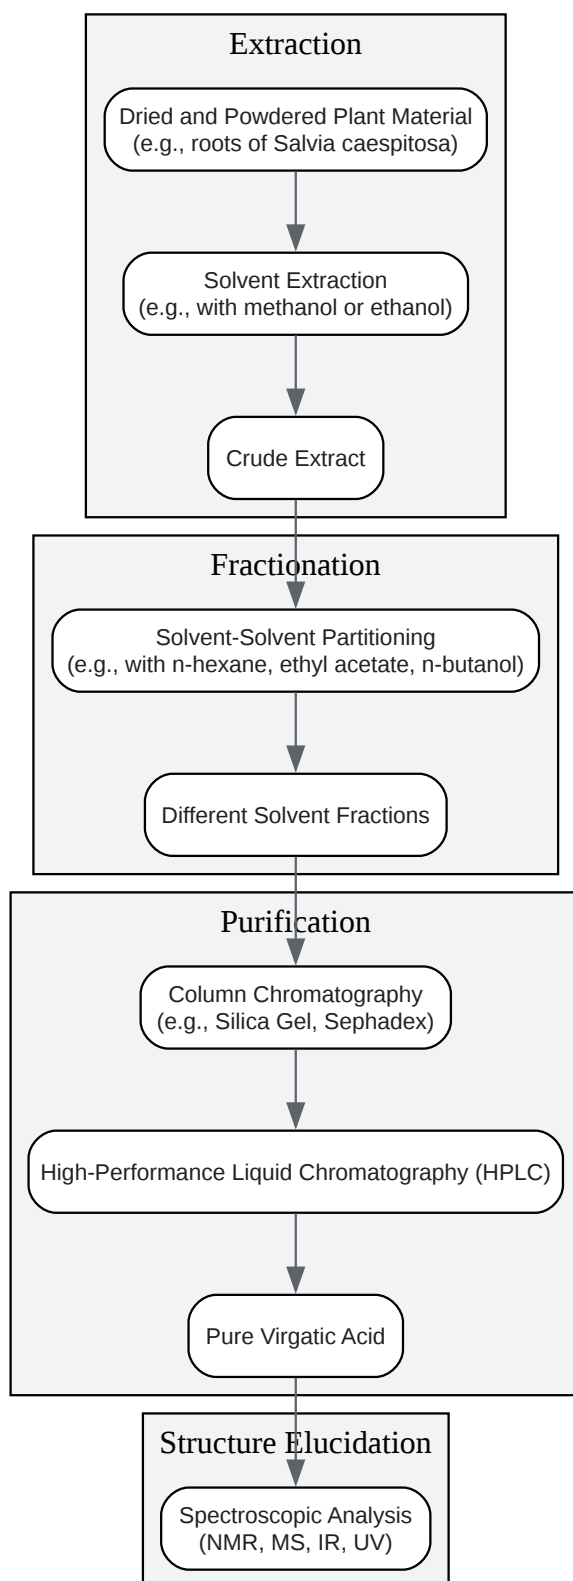 Extraction
Dried and Powdered Plant Material
(e.g., roots of Salvia caespitosa)
Solvent Extraction
(e.g., with methanol or ethanol)
Crude Extract
Fractionation
Solvent-Solvent Partitioning
(e.g., with n-hexane, ethyl acetate, n-butanol)
Different Solvent Fractions
Purification
Column Chromatography
(e.g., Silica Gel, Sephadex)
High-Performance Liquid Chromatography (HPLC)
Pure Virgatic Acid
Structure Elucidation
Spectroscopic Analysis
(NMR, MS, IR, UV)